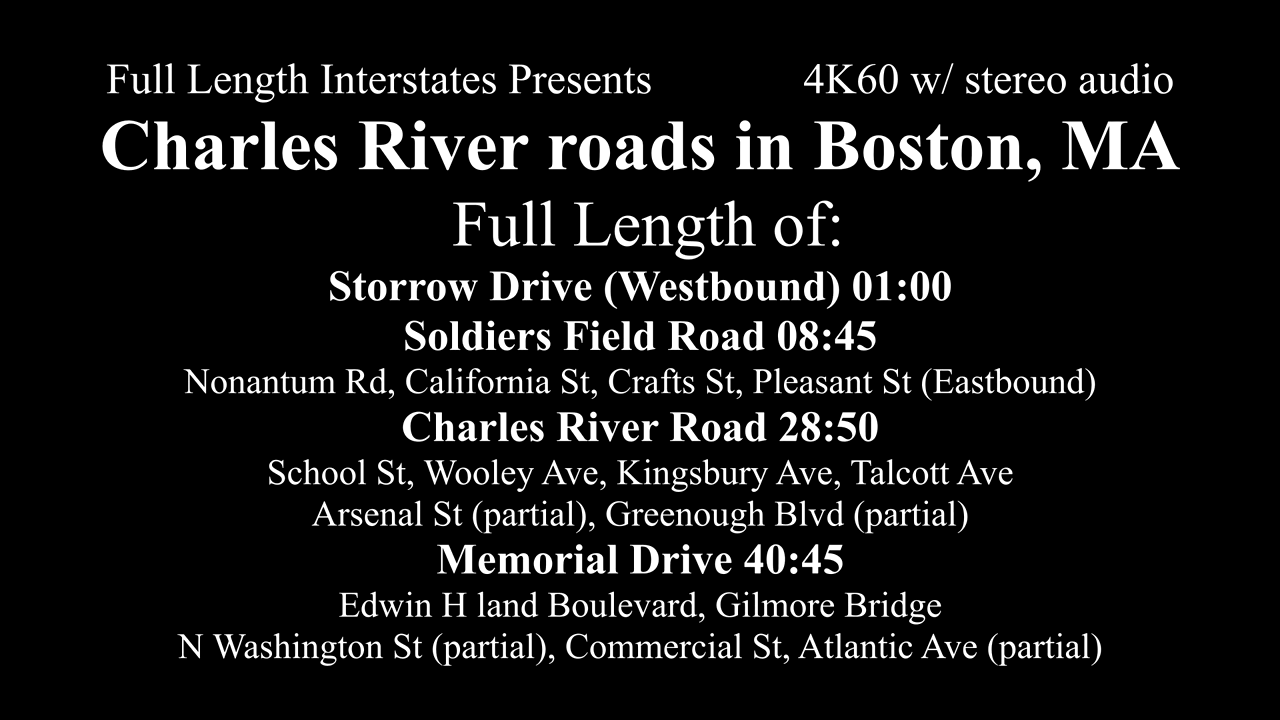 Full Length Interstates Presents 4K60 w/ stereo audio
Charles River roads in Boston, MA
Full Length of:
Storrow Drive (Westbound) 01:00
Soldiers Field Road 08:45
Nonantum Rd, California St, Crafts St, Pleasant St (Eastbound)
Charles River Road 28:50
School St, Wooley Ave, Kingsbury Ave, Talcott Ave
Arsenal St (partial), Greenough Blvd (partial)
Memorial Drive 40:45
Edwin H land Boulevard, Gilmore Bridge
N Washington St (partial), Commercial St, Atlantic Ave (partial)